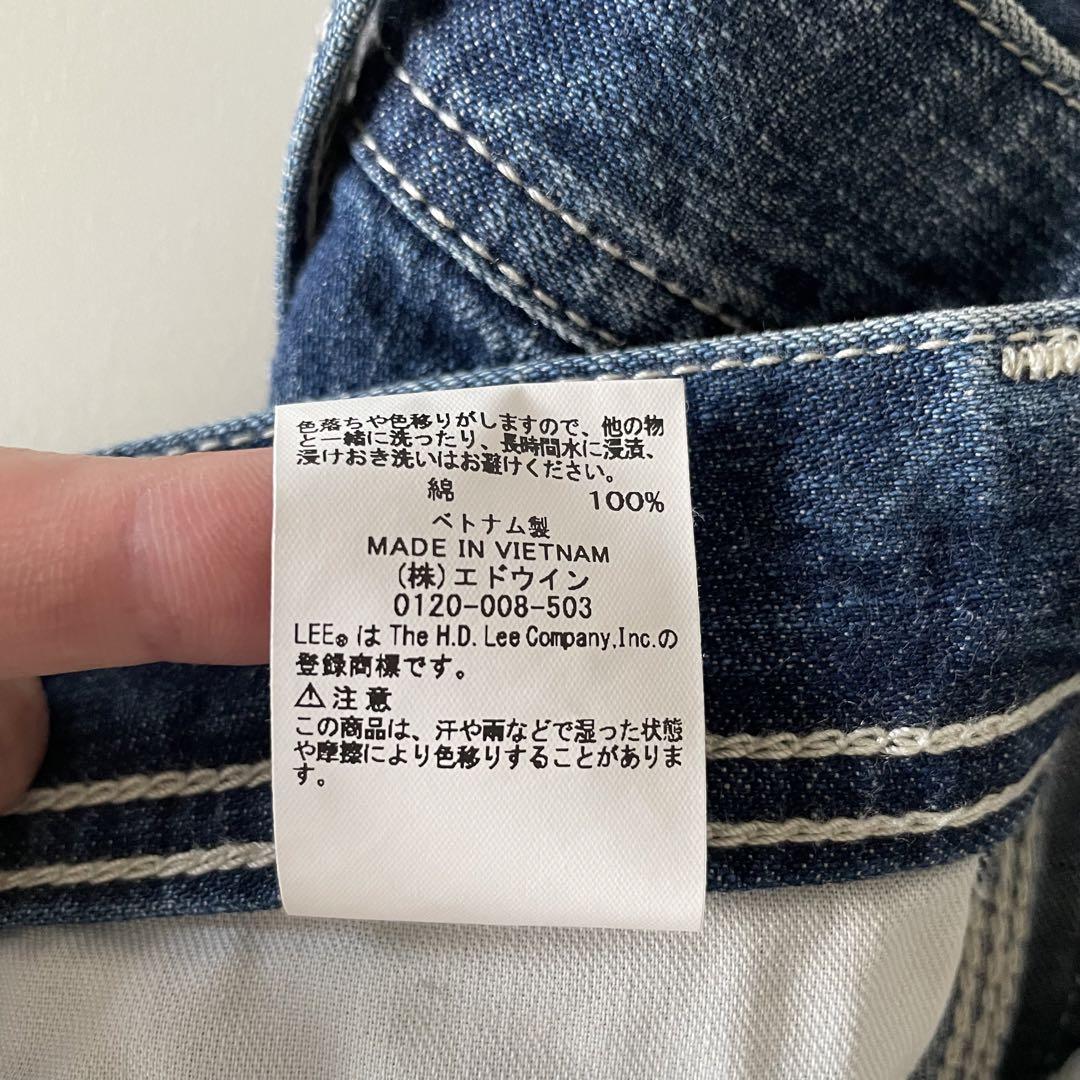 色落ちや色移りがしますので、他の物
と一緒に洗ったり、長時間水に浸漬、
浸けおき洗いはお避けください。
綿 100%
ベトナム製
MADE IN VIETNAM
(株)エドウイン
0120-008-503
LEE® は The H.D. Lee Company,Inc.の
登録商標です。
⚠注意
この商品は、汗や雨などで湿った状態
や摩擦により色移りすることがありま
す。